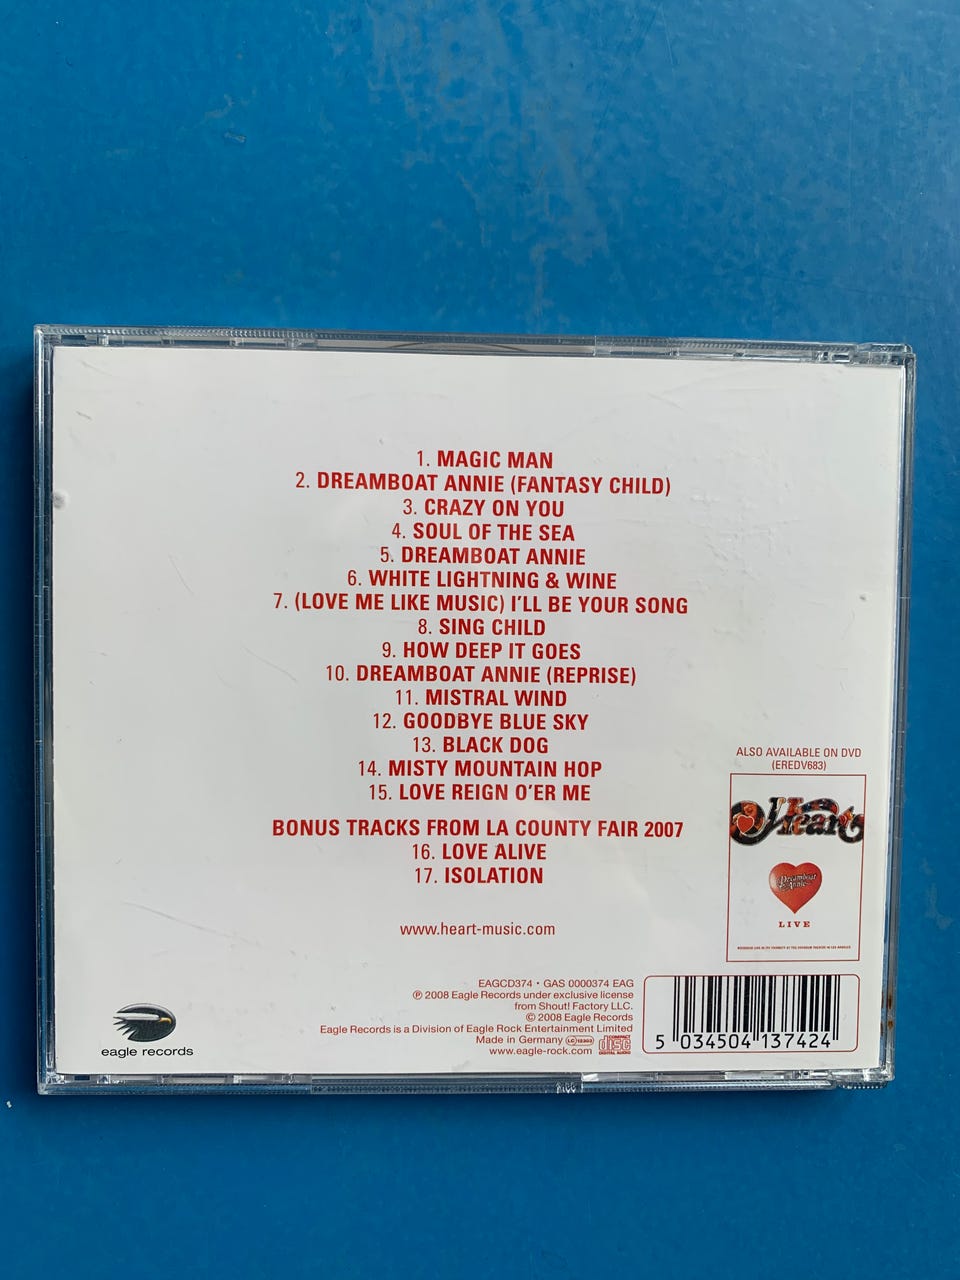 1. MAGIC MAN
2. DREAMBOAT ANNIE (FANTASY CHILD)
3. CRAZY ON YOU
4. SOUL OF THE SEA
5. DREAMBOAT ANNIE
6. WHITE LIGHTNING & WINE
7. (LOVE ME LIKE MUSIC) I'LL BE YOUR SONG
8. SING CHILD
9. HOW DEEP IT GOES
10. DREAMBOAT ANNIE (REPRISE)
11. MISTRAL WIND
12. GOODBYE BLUE SKY
13. BLACK DOG
14. MISTY MOUNTAIN HOP
15. LOVE REIGN O'ER ME
BONUS TRACKS FROM LA COUNTY FAIR 2007
16. LOVE ALIVE
17. ISOLATION
www.heart-music.com
ALSO AVAILABLE ON DVD
(EREDV683)
Heart
Dreamboat
Annie
LIVE
eagle records
EAGCD374 • GAS 0000374 EAG
℗ 2008 Eagle Records under exclusive license
from Shout! Factory LLC.
© 2008 Eagle Records
Eagle Records is a Division of Eagle Rock Entertainment Limited
Made in Germany LC 12303
www.eagle-rock.com
COMPACT
disc
DIGITAL AUDIO
5 034504 137424